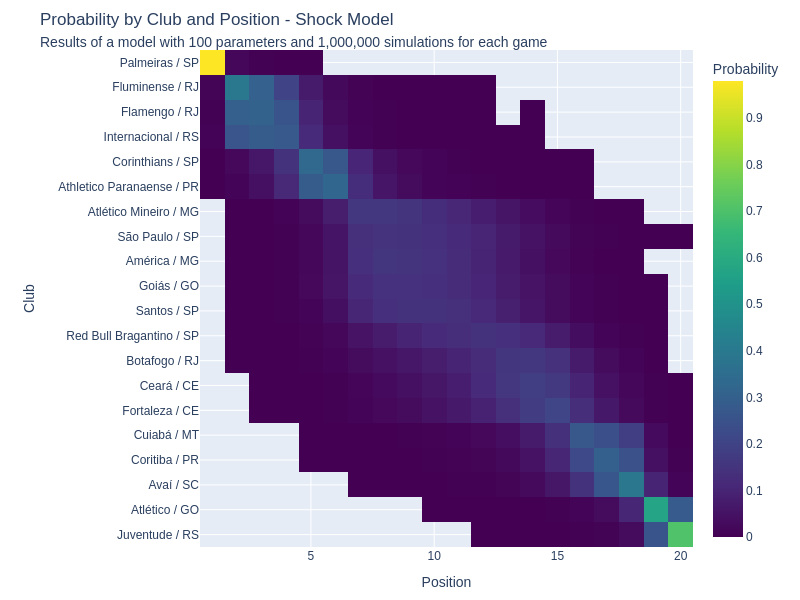 Probability by Club and Position - Shock Model
Results of a model with 100 parameters and 1,000,000 simulations for each game
Probability
Club
Palmeiras / SP
Fluminense / RJ
Flamengo / RJ
Internacional / RS
Corinthians / SP
Athletico Paranaense / PR
Atlético Mineiro / MG
São Paulo / SP
América / MG
Goiás / GO
Santos / SP
Red Bull Bragantino / SP
Botafogo / RJ
Ceará / CE
Fortaleza / CE
Cuiabá / MT
Coritiba / PR
Avaí / SC
Atlético / GO
Juventude / RS
0.9
0.8
0.7
0.6
0.5
0.4
0.3
0.2
0.1
0
5
10
15
20
Position